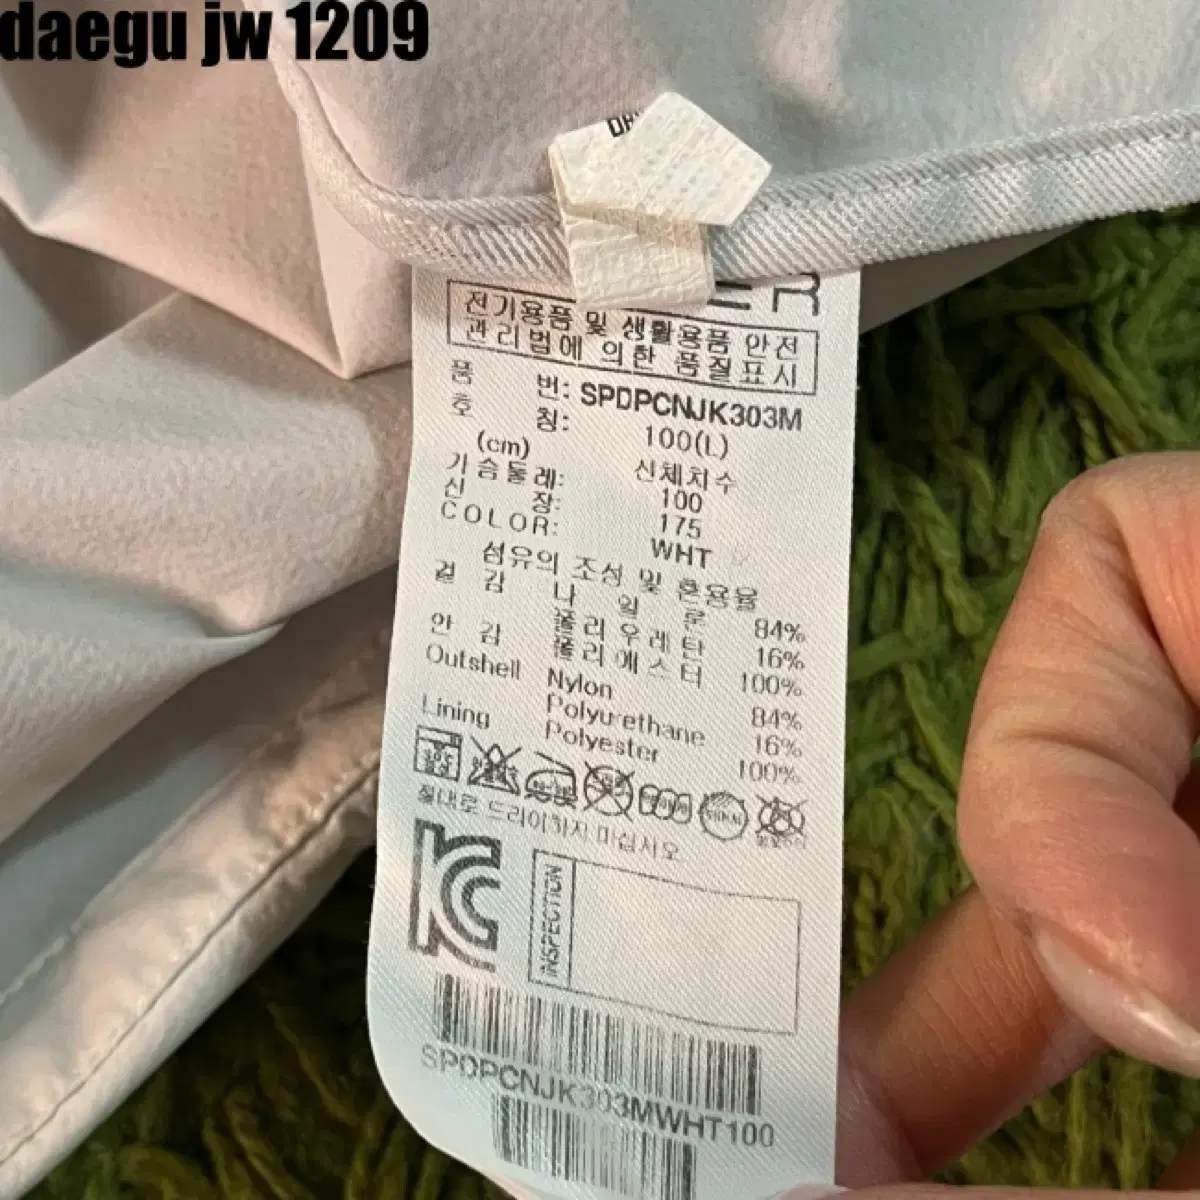 daegu jw 1209
ER
전기용품 및 생활용품 안전
관리법에 의한 품질표시
품 번: SPDPCNJK303M
호 칭: 100(L)
(cm) 신체치수
가슴둘레: 100
신 장: 175
COLOR: WHT
섬유의 조성 및 혼용율
겉 감 나 일 론 84%
폴리우레탄 16%
안 감 폴리에스터 100%
Outshell Nylon 84%
Polyurethane 16%
Lining Polyester 100%
절대로 드라이하지 마십시오
INSPECTION
SPDPCNJK303MWHT100